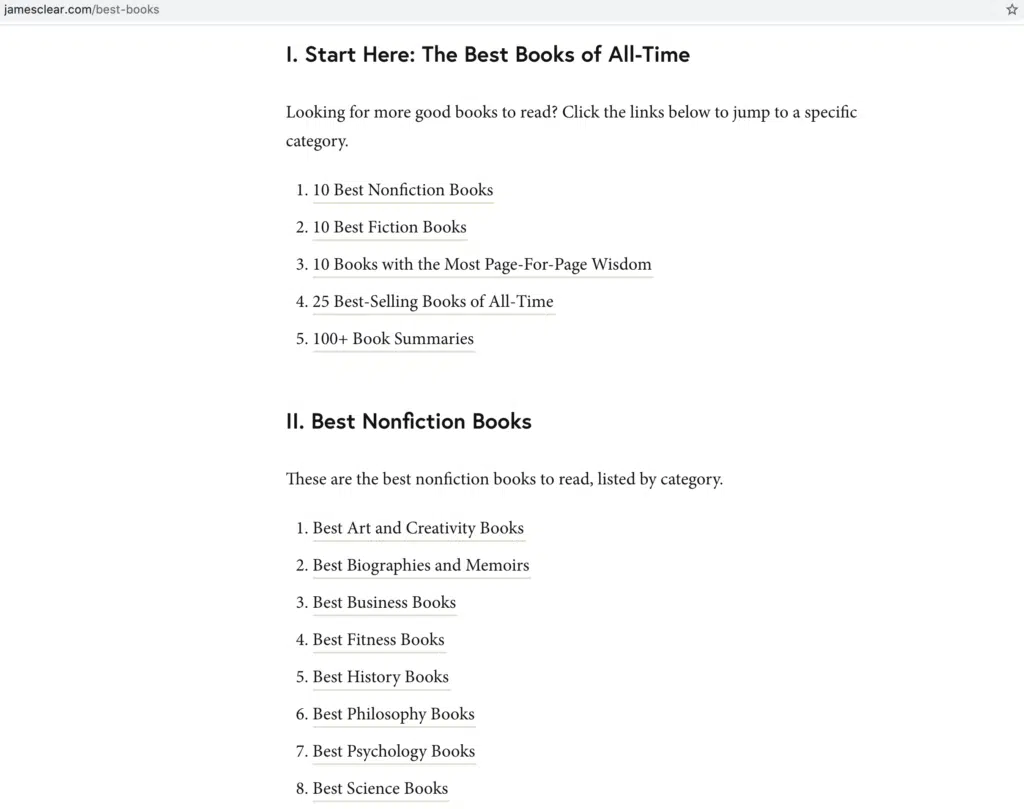 jamesclear.com/best-books
I. Start Here: The Best Books of All-Time
Looking for more good books to read? Click the links below to jump to a specific
category.
1. 10 Best Nonfiction Books
2. 10 Best Fiction Books
3. 10 Books with the Most Page-For-Page Wisdom
4. 25 Best-Selling Books of All-Time
5. 100+ Book Summaries
II. Best Nonfiction Books
These are the best nonfiction books to read, listed by category.
1. Best Art and Creativity Books
2. Best Biographies and Memoirs
3. Best Business Books
4. Best Fitness Books
5. Best History Books
6. Best Philosophy Books
7. Best Psychology Books
8. Best Science Books